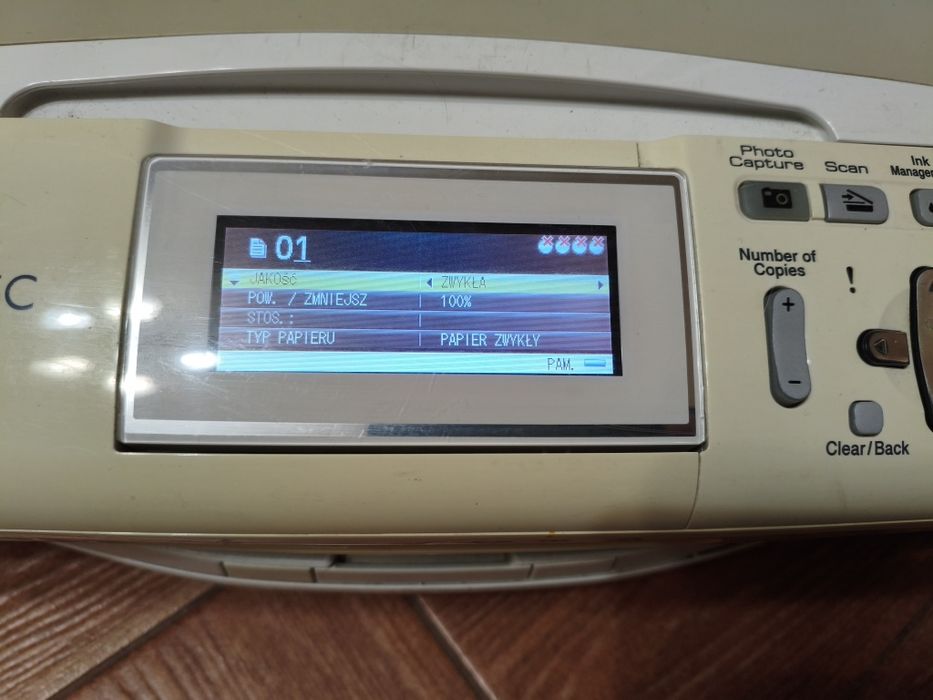 C
Photo
Capture
Scan
Ink
Number of
Copies
+
!
-
Clear/Back
01
JAKOŚĆ ZWYKŁA
POW. / ZMNIEJSZ 100%
STOS.:
TYP PAPIERU PAPIER ZWYKŁY
PAM.